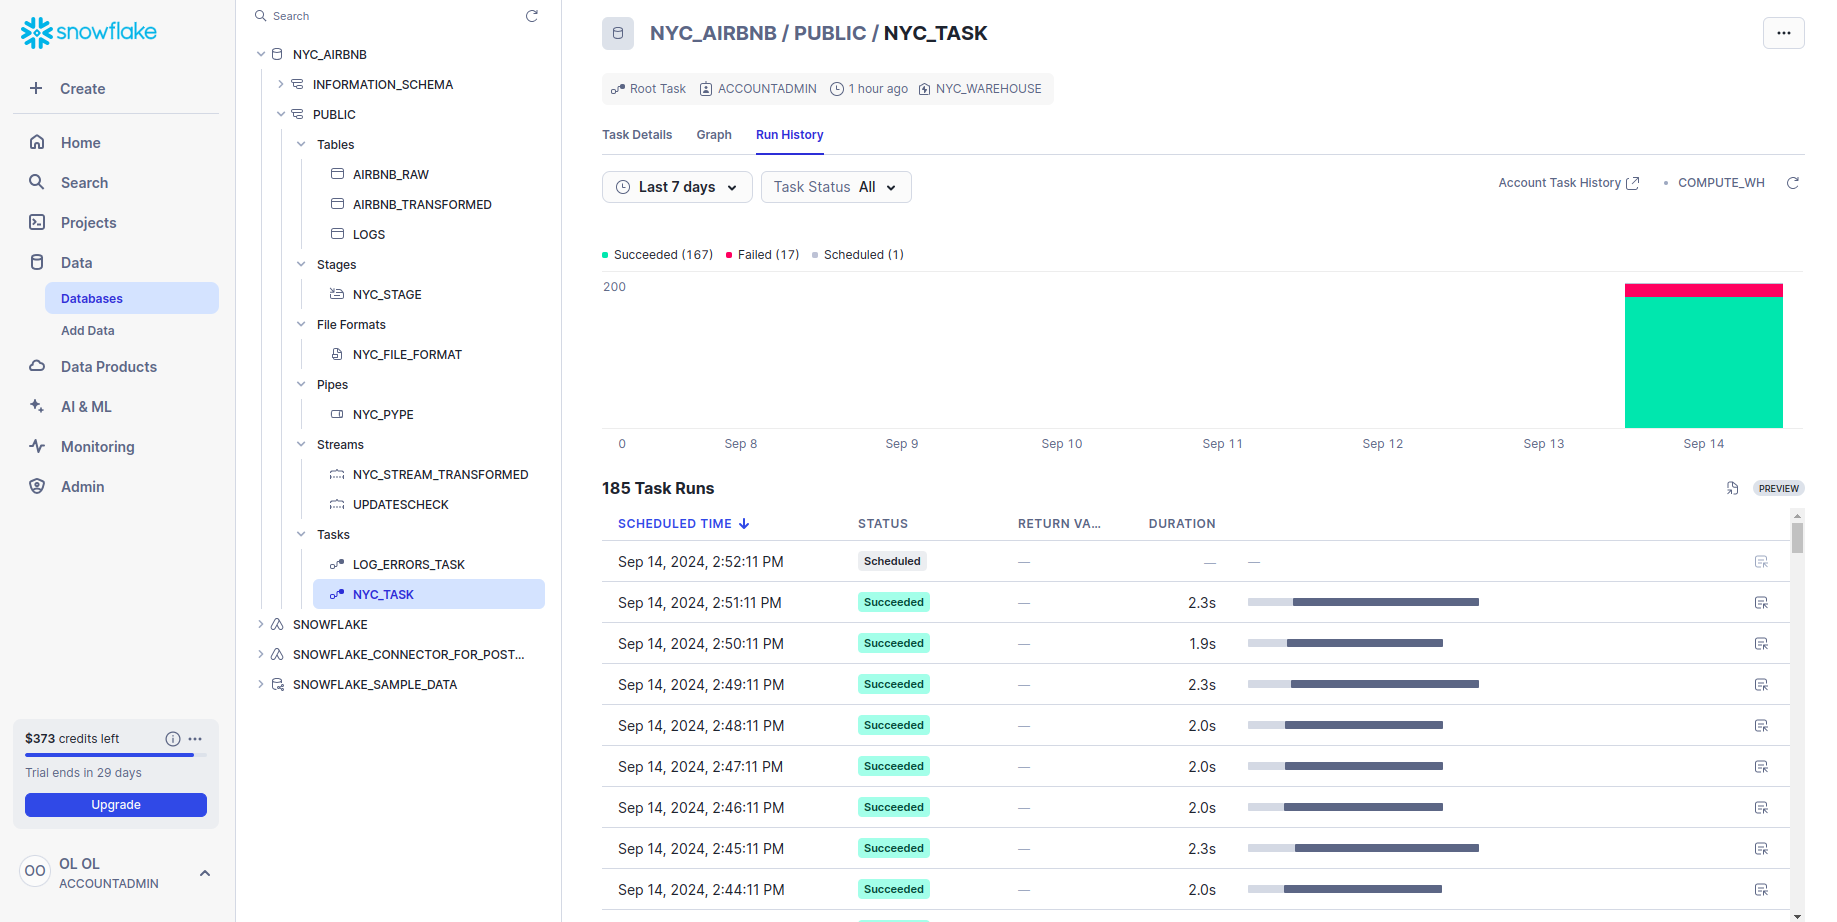 snowflake
Create
Home
Search
Projects
Data
Databases
Add Data
Data Products
AI & ML
Monitoring
Admin
$373 credits left
Trial ends in 29 days
Upgrade
OO
OL OL
ACCOUNTADMIN
Search
NYC_AIRBNB
INFORMATION_SCHEMA
PUBLIC
Tables
AIRBNB_RAW
AIRBNB_TRANSFORMED
LOGS
Stages
NYC_STAGE
File Formats
NYC_FILE_FORMAT
Pipes
NYC_PYPE
Streams
NYC_STREAM_TRANSFORMED
UPDATESCHECK
Tasks
LOG_ERRORS_TASK
NYC_TASK
SNOWFLAKE
SNOWFLAKE_CONNECTOR_FOR_POST...
SNOWFLAKE_SAMPLE_DATA
NYC_AIRBNB / PUBLIC / NYC_TASK
Root Task ACCOUNTADMIN 1 hour ago NYC_WAREHOUSE
Task Details Graph Run History
Last 7 days Task Status All Account Task History COMPUTE_WH
Succeeded (167) Failed (17) Scheduled (1)
200
0 Sep 8 Sep 9 Sep 10 Sep 11 Sep 12 Sep 13 Sep 14
185 Task Runs PREVIEW
SCHEDULED TIME STATUS RETURN VA... DURATION
Sep 14, 2024, 2:52:11 PM Scheduled — — —
Sep 14, 2024, 2:51:11 PM Succeeded — 2.3s
Sep 14, 2024, 2:50:11 PM Succeeded — 1.9s
Sep 14, 2024, 2:49:11 PM Succeeded — 2.3s
Sep 14, 2024, 2:48:11 PM Succeeded — 2.0s
Sep 14, 2024, 2:47:11 PM Succeeded — 2.0s
Sep 14, 2024, 2:46:11 PM Succeeded — 2.0s
Sep 14, 2024, 2:45:11 PM Succeeded — 2.3s
Sep 14, 2024, 2:44:11 PM Succeeded — 2.0s